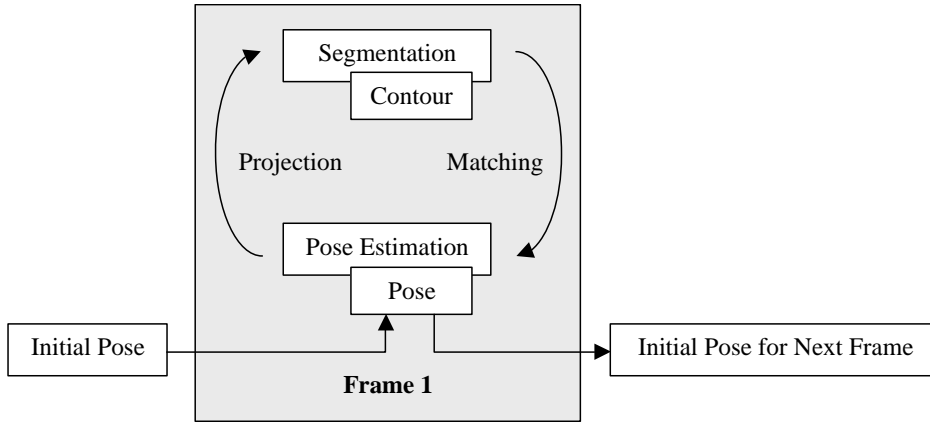 Segmentation
Contour
Projection
Matching
Pose Estimation
Pose
Initial Pose
Initial Pose for Next Frame
Frame 1